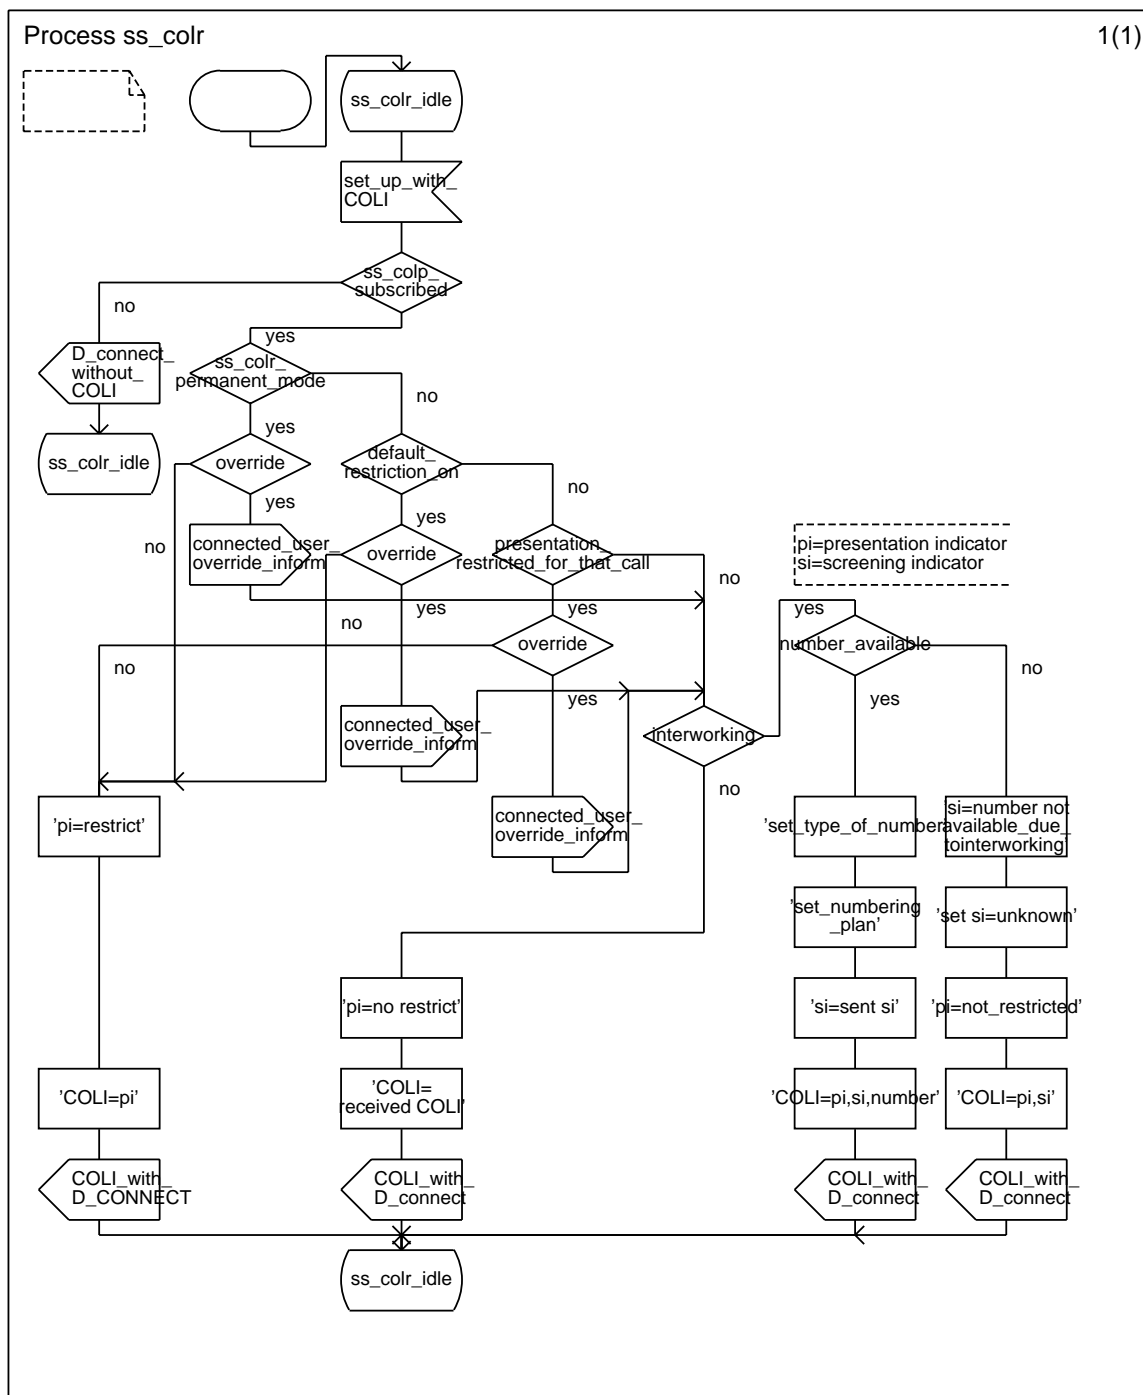 Process ss_colr
1(1)
ss_colr_idle
set_up_with_
COLI
ss_colp_
subscribed
no
yes
D_connect_
without_
COLI
ss_colr_
permanent_mode
no
yes
ss_colr_idle
override
default_
restriction_on
no
yes
yes
no
connected_user_
override_inform
override
presentation_
restricted_for_that_call
pi=presentation indicator
si=screening indicator
no
yes
yes
yes
no
override
number_available
no
no
yes
yes
connected_user_
override_inform
interworking
no
'pi=restrict'
connected_user_
override_inform
'set_type_of_number'
'si=number not
available_due_
tointerworking'
'set_numbering
_plan'
'set si=unknown'
'pi=no restrict'
'si=sent si'
'pi=not_restricted'
'COLI=pi'
'COLI=
received COLI'
'COLI=pi,si,number'
'COLI=pi,si'
COLI_with_
D_CONNECT
COLI_with_
D_connect
COLI_with_
D_connect
COLI_with_
D_connect
ss_colr_idle